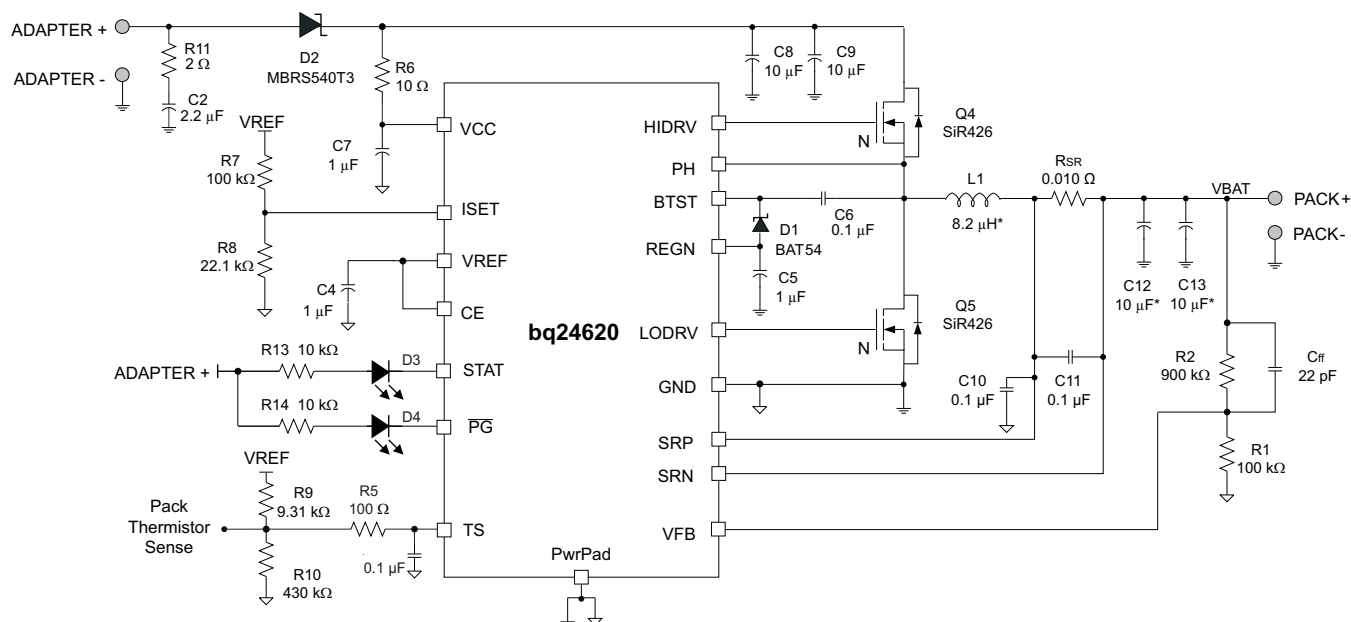 ADAPTER +
R11
2 Ω
ADAPTER -
C2
2.2 μF
D2
MBRS540T3
R6
10 Ω
C8
10 μF
C9
10 μF
VREF
R7
100 kΩ
C7
1 μF
VCC
HIDRV
N
Q4
SiR426
PH
ISET
BTST
C6
0.1 μF
L1
8.2 μH*
RSR
0.010 Ω
VBAT
PACK+
PACK-
R8
22.1 kΩ
D1
BAT54
REGN
VREF
C4
1 μF
CE
C5
1 μF
C12
10 μF*
C13
10 μF*
bq24620
LODRV
N
Q5
SiR426
ADAPTER +
R13 10 kΩ
D3
STAT
R14 10 kΩ
D4
PG
GND
C10
0.1 μF
C11
0.1 μF
R2
900 kΩ
Cff
22 pF
SRP
SRN
R1
100 kΩ
VREF
R9
9.31 kΩ
R5
100 Ω
Pack
Thermistor
Sense
TS
VFB
0.1 μF
R10
430 kΩ
PwrPad